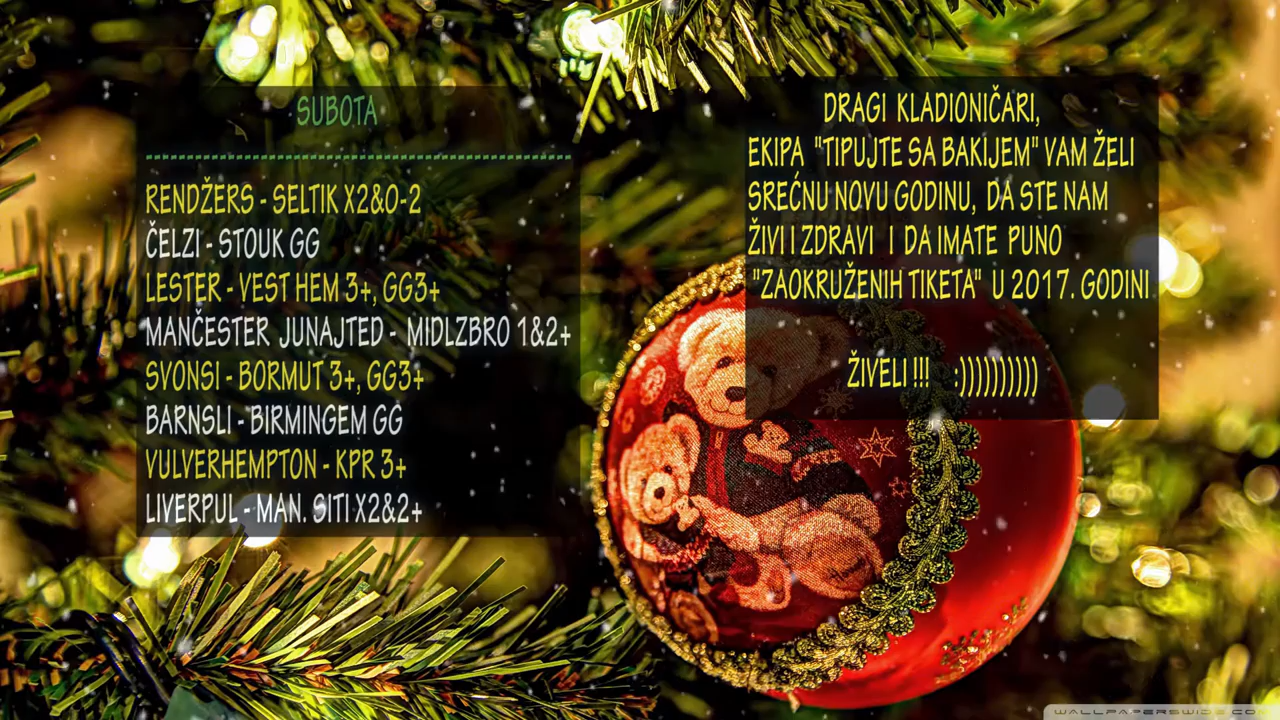 SUBOTA
RENDŽERS - SELTIK X2&0-2
ČELZI - STOUK GG
LESTER - VEST HEM 3+, GG3+
MANČESTER JUNAJTED - MIDLZBRO 1&2+
SVONSI - BORMUT 3+, GG3+
BARNSLI - BIRMINGEM GG
VULVERHEMPTON - KPR 3+
LIVERPUL - MAN. SITI X2&2+
DRAGI KLADIONIČARI,
EKIPA "TIPUJTE SA BAKIJEM" VAM ŽELI
SREĆNU NOVU GODINU, DA STE NAM
ŽIVI I ZDRAVI I DA IMATE PUNO
"ZAOKRUŽENIH TIKETA" U 2017. GODINI
ŽIVELI !!! :))))))))))
WALLPAPERSWIDE.COM